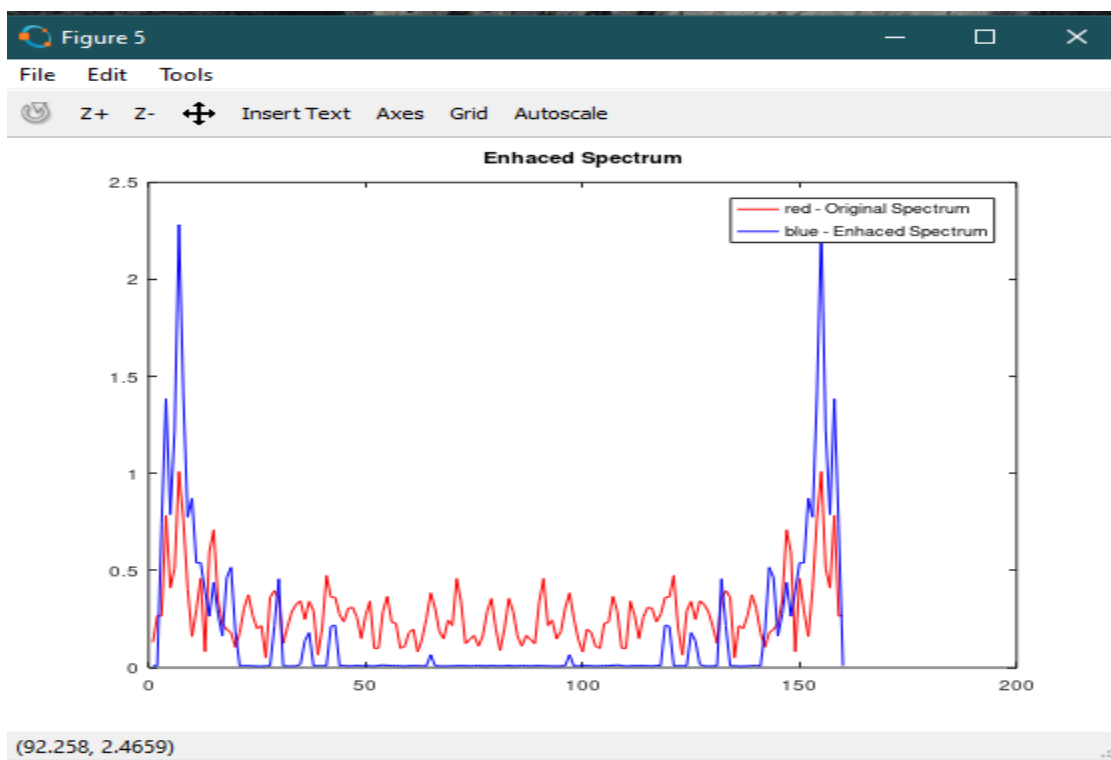 Figure 5
File Edit Tools
Z+ Z- Insert Text Axes Grid Autoscale
Enhaced Spectrum
2.5
2
1.5
1
0.5
0
red - Original Spectrum
blue - Enhaced Spectrum
0 50 100 150 200
(92.258, 2.4659)